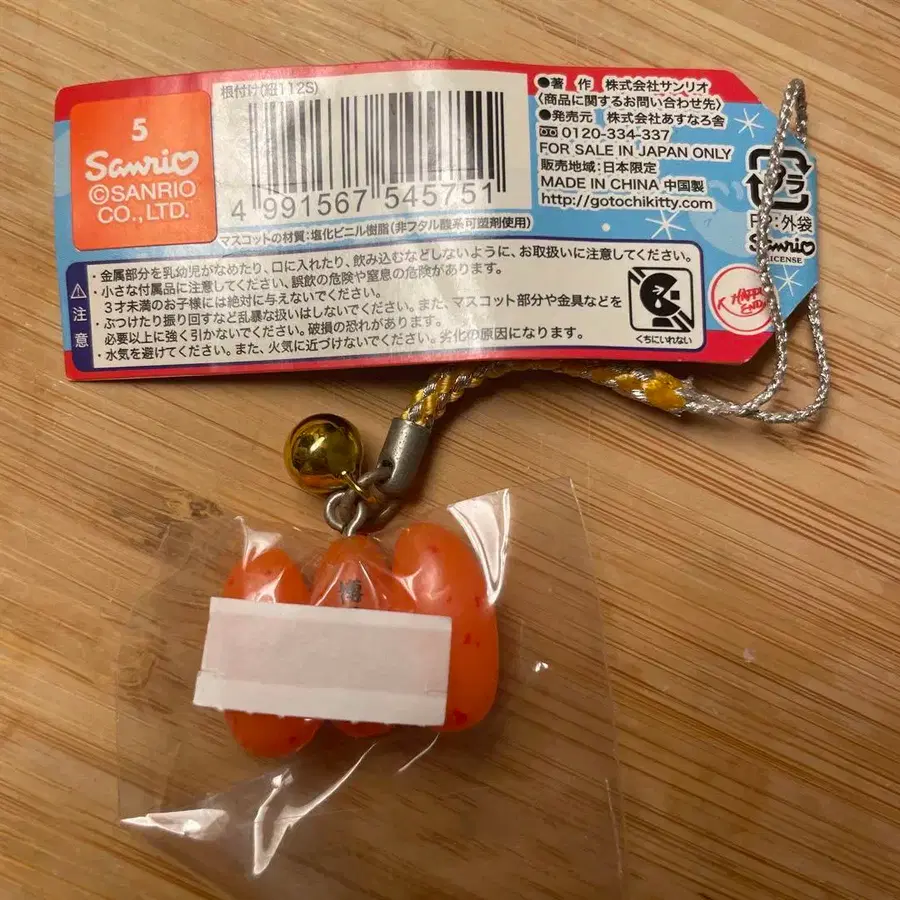 5
Sanrio
©SANRIO
CO., LTD.
根付け(紐112S)
4 991567 545751
マスコットの材質:塩化ビニル樹脂(非フタル酸系可塑剤使用)
●著 作 株式会社サンリオ
〈商品に関するお問い合わせ先〉
●発売元 株式会社あすなろ舎
0120-334-337
FOR SALE IN JAPAN ONLY
販売地域:日本限定
MADE IN CHINA 中国製
http://gotochikitty.com
プラ
外袋
Sanrio
LICENSE
HAPPY
END
注意
・金属部分を乳幼児がなめたり、口に入れたり、飲み込むなどしないように、お取扱いに注意してください。
・小さな付属品に注意してください。誤飲の危険や窒息の危険があります。
3才未満のお子様には絶対に与えないでください。
・ぶつけたり振り回すなど乱暴な扱いはしないでください。また、マスコット部分や金具などを
必要以上に強く引かないでください。破損の恐れがあります。
・水気を避けてください。また、火気に近づけないでください。劣化の原因になります。
くちにいれない